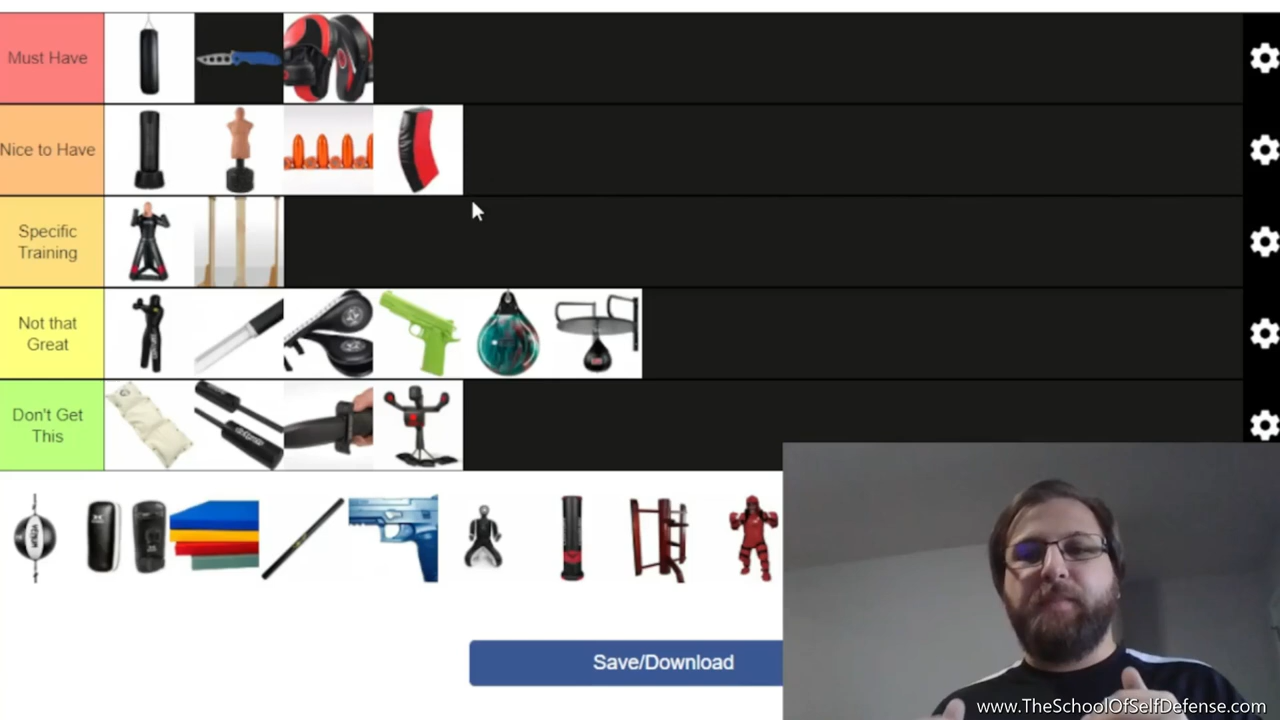 Must Have
Nice to Have
Specific
Training
Not that
Great
Don't Get
This
Save/Download
www.TheSchoolOfSelfDefense.com